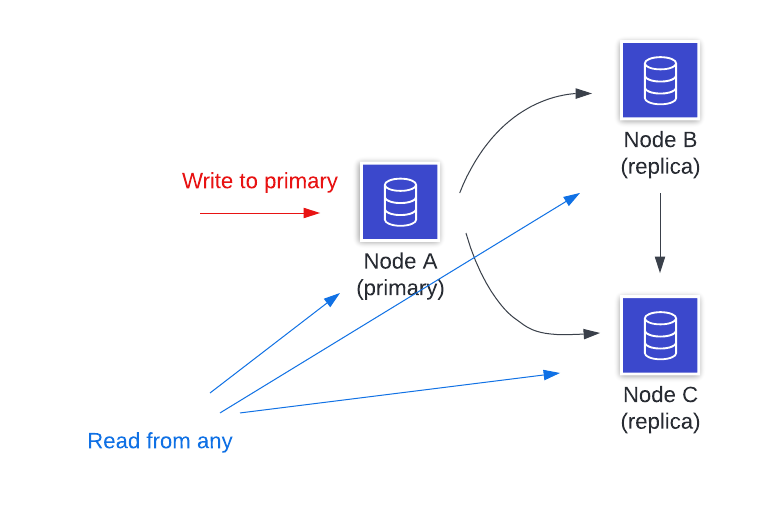 Write to primary
Node A
(primary)
Node B
(replica)
Node C
(replica)
Read from any